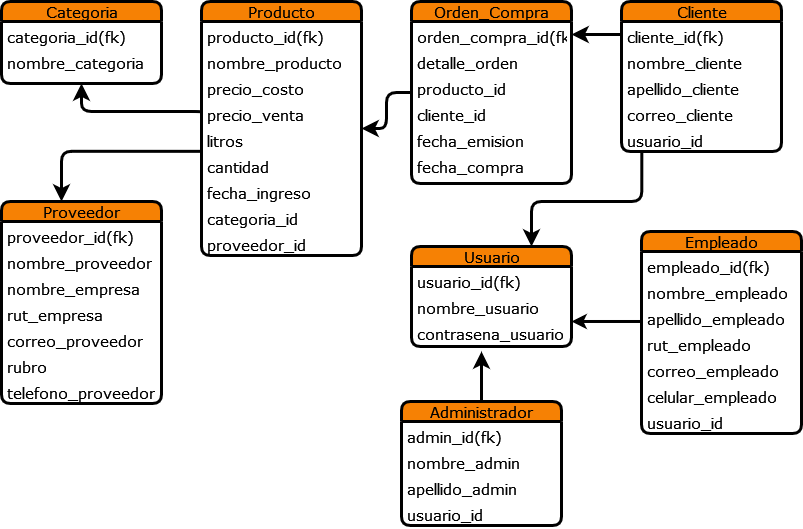 Categoria
categoria_id(fk)
nombre_categoria
Producto
producto_id(fk)
nombre_producto
precio_costo
precio_venta
litros
cantidad
fecha_ingreso
categoria_id
proveedor_id
Orden_Compra
orden_compra_id(fk
detalle_orden
producto_id
cliente_id
fecha_emision
fecha_compra
Cliente
cliente_id(fk)
nombre_cliente
apellido_cliente
correo_cliente
usuario_id
Proveedor
proveedor_id(fk)
nombre_proveedor
nombre_empresa
rut_empresa
correo_proveedor
rubro
telefono_proveedor
Usuario
usuario_id(fk)
nombre_usuario
contrasena_usuario
Empleado
empleado_id(fk)
nombre_empleado
apellido_empleado
rut_empleado
correo_empleado
celular_empleado
usuario_id
Administrador
admin_id(fk)
nombre_admin
apellido_admin
usuario_id